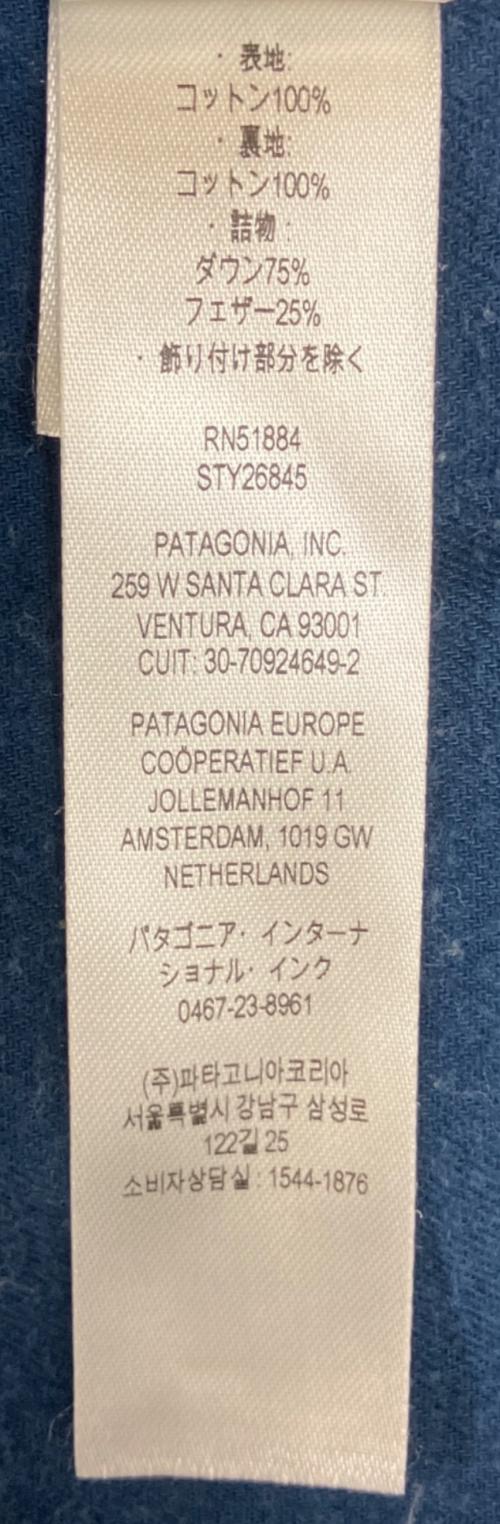 ・ 表地:
コットン100%
・ 裏地:
コットン100%
・ 詰物 :
ダウン75%
フェザー25%
・ 飾り付け部分を除く
RN51884
STY26845
PATAGONIA, INC.
259 W SANTA CLARA ST.
VENTURA, CA 93001
CUIT: 30-70924649-2
PATAGONIA EUROPE
COÖPERATIEF U.A.
JOLLEMANHOF 11
AMSTERDAM, 1019 GW
NETHERLANDS
パタゴニア・ インターナ
ショナル・ インク
0467-23-8961
(주)파타고니아코리아
서울특별시 강남구 삼성로
122길 25
소비자상담실 : 1544-1876